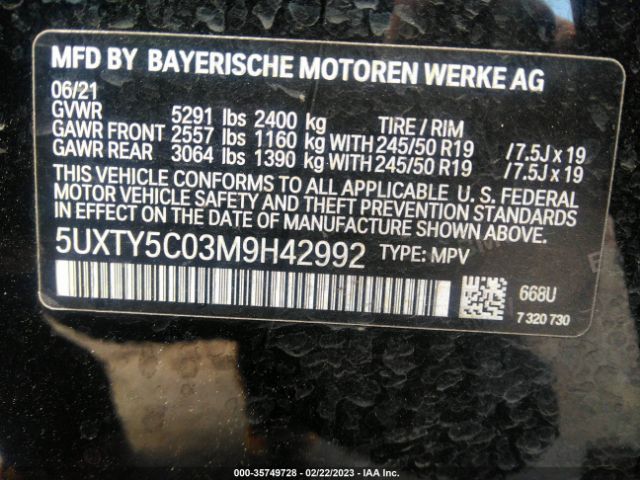 MFD BY BAYERISCHE MOTOREN WERKE AG
06/21
GVWR 5291 lbs 2400 kg TIRE / RIM
GAWR FRONT 2557 lbs 1160 kg WITH 245/50 R19 / 7.5J x 19
GAWR REAR 3064 lbs 1390 kg WITH 245/50 R19 / 7.5J x 19
THIS VEHICLE CONFORMS TO ALL APPLICABLE U. S. FEDERAL
MOTOR VEHICLE SAFETY AND THEFT PREVENTION STANDARDS
IN EFFECT ON THE DATE OF MANUFACTURE SHOWN ABOVE.
5UXTY5C03M9H42992 TYPE: MPV
668U
7 320 730
000-35749728 - 02/22/2023 - IAA Inc.